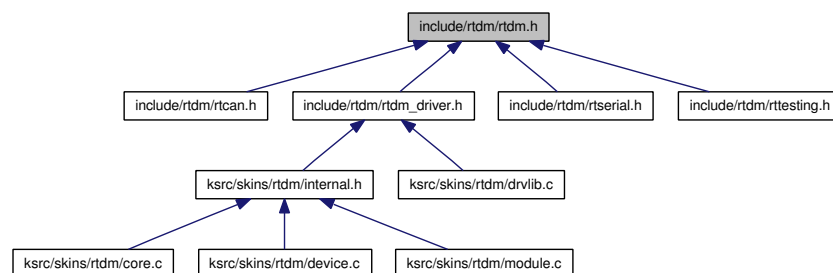 include/rtdm/rtdm.h
include/rtdm/rtcan.h
include/rtdm/rtdm_driver.h
include/rtdm/rtserial.h
include/rtdm/rttesting.h
ksrc/skins/rtdm/internal.h
ksrc/skins/rtdm/drvlib.c
ksrc/skins/rtdm/core.c
ksrc/skins/rtdm/device.c
ksrc/skins/rtdm/module.c